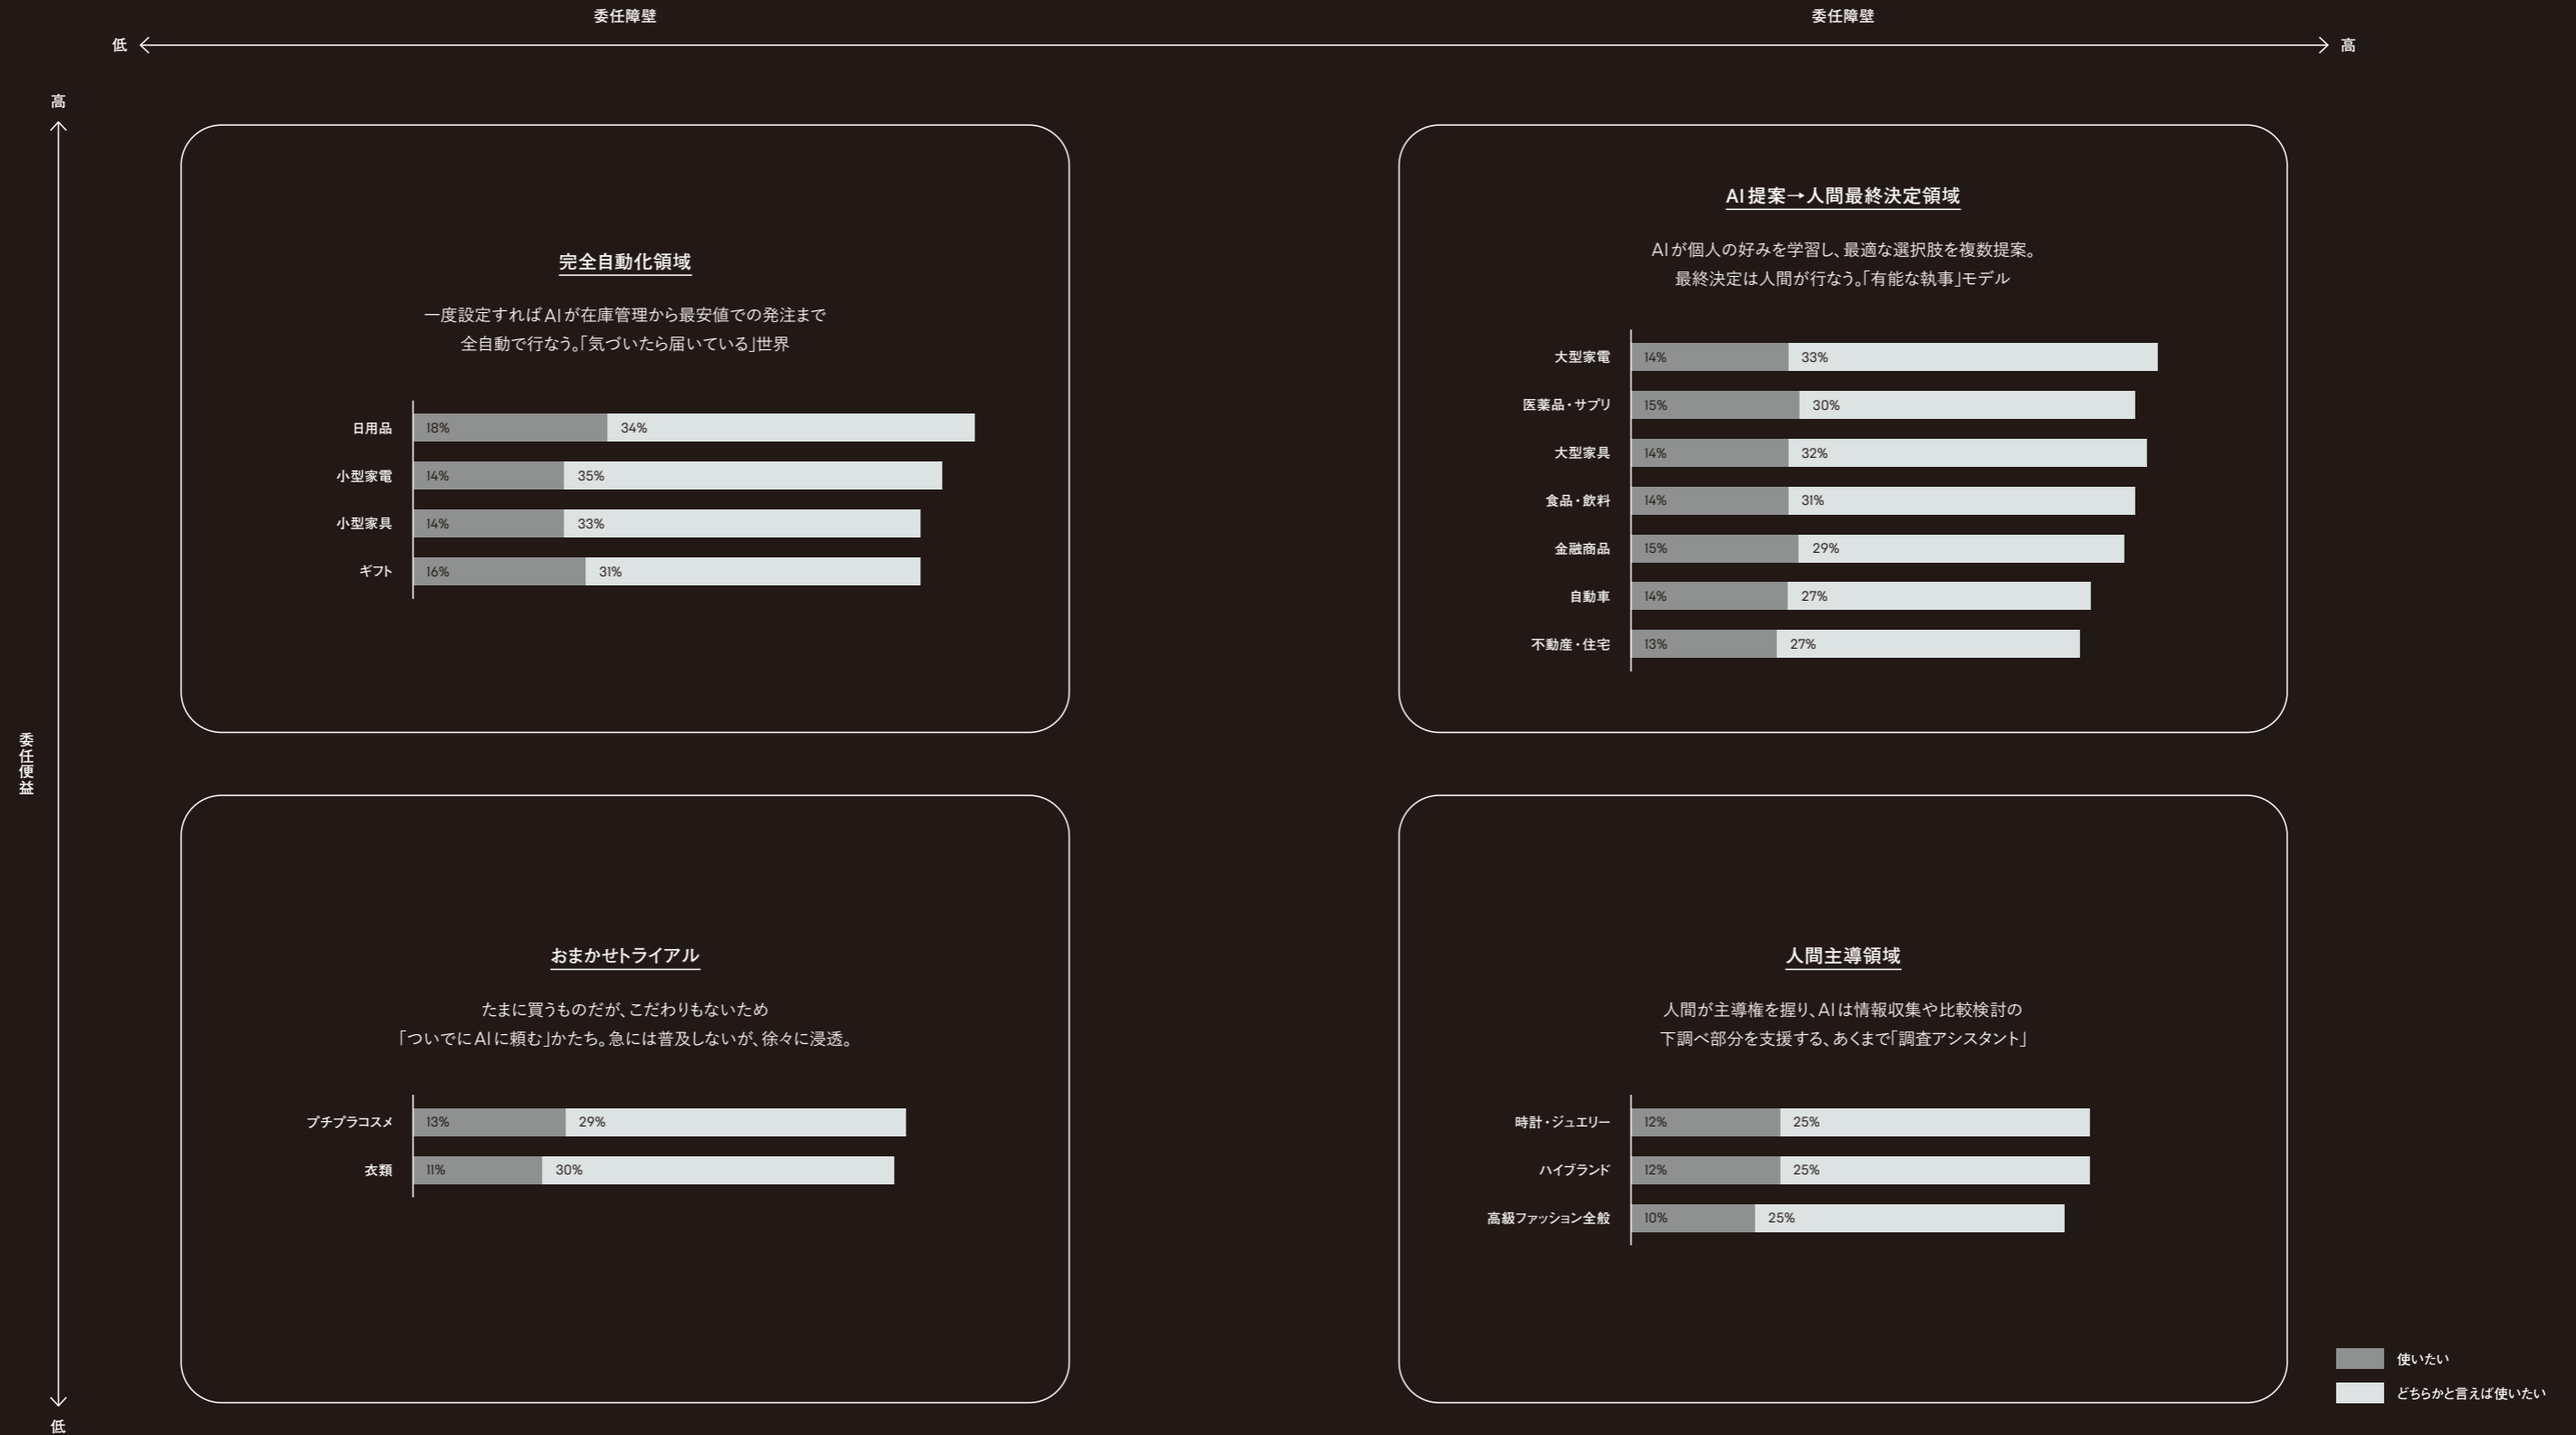 委任障壁
委任障壁
低
高
高
委任便益
低
完全自動化領域
一度設定すればAIが在庫管理から最安値での発注まで
全自動で行なう。「気づいたら届いている」世界
日用品 18% 34%
小型家電 14% 35%
小型家具 14% 33%
ギフト 16% 31%
AI提案→人間最終決定領域
AIが個人の好みを学習し、最適な選択肢を複数提案。
最終決定は人間が行なう。「有能な執事」モデル
大型家電 14% 33%
医薬品・サプリ 15% 30%
大型家具 14% 32%
食品・飲料 14% 31%
金融商品 15% 29%
自動車 14% 27%
不動産・住宅 13% 27%
おまかせトライアル
たまに買うものだが、こだわりもないため
「ついでにAIに頼む」かたち。急には普及しないが、徐々に浸透。
プチプラコスメ 13% 29%
衣類 11% 30%
人間主導領域
人間が主導権を握り、AIは情報収集や比較検討の
下調べ部分を支援する、あくまで「調査アシスタント」
時計・ジュエリー 12% 25%
ハイブランド 12% 25%
高級ファッション全般 10% 25%
使いたい
どちらかと言えば使いたい